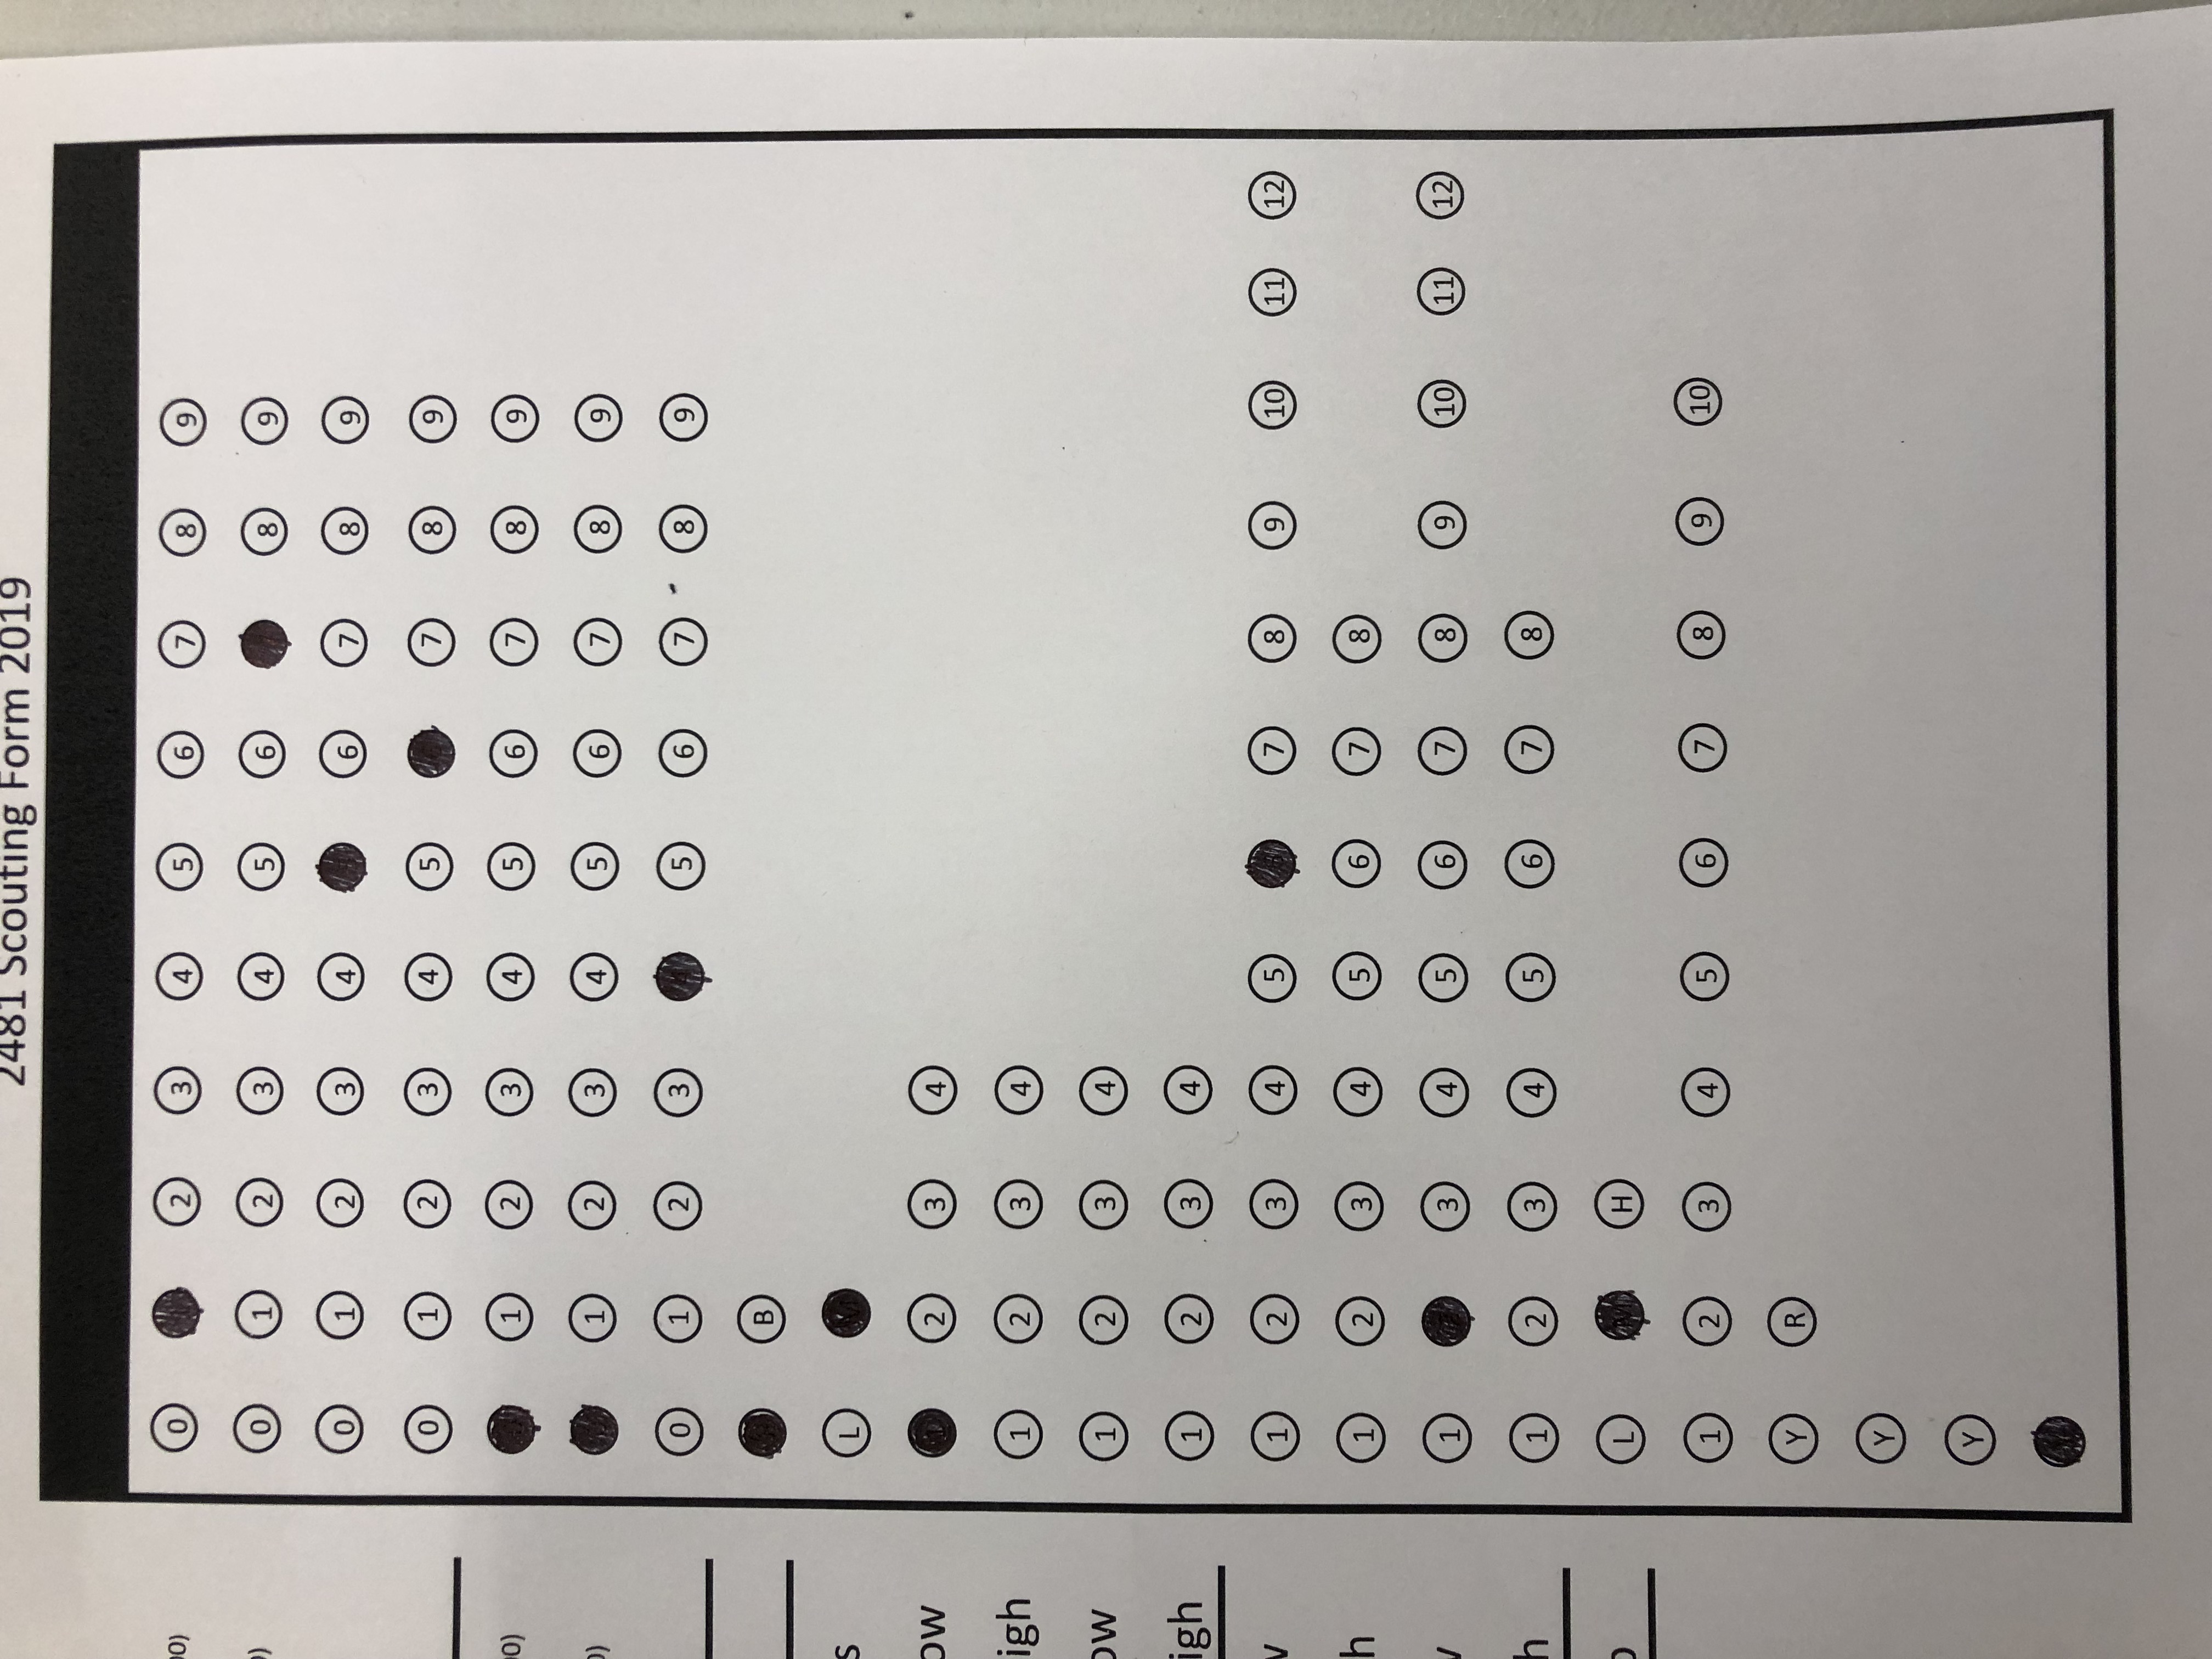 2481 Scouting Form 2019
00) 0 2 3 4 5 6 7 8 9
) 0 1 2 3 4 5 6 8 9
0 1 2 3 4 6 7 8 9
0 1 2 3 4 5 7 8 9
00) 1 2 3 4 5 6 7 8 9
0) 1 2 3 4 5 6 7 8 9
0 1 2 3 4 5 6 7 8 9
B
s L M
ow 1 2 3 4
igh 1 2 3 4
ow 1 2 3 4
igh 1 2 3 4
w 1 2 3 4 5 7 8 9 10 11 12
h 1 2 3 4 5 6 7 8
w 1 3 4 5 6 7 8 9 10 11 12
h 1 2 3 4 5 6 7 8
L M H
1 2 3 4 5 6 7 8 9 10
Y R
Y
Y